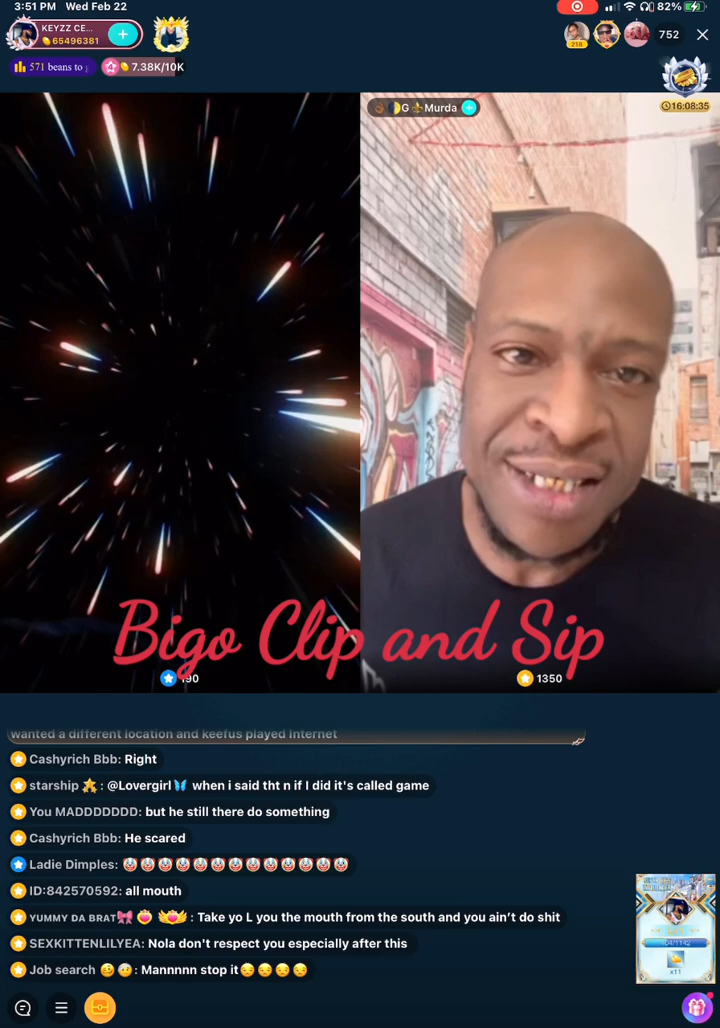 3:51 PM Wed Feb 22
82%
KEYZZ CE...
65496381
218
752
571 beans to
7.38K/10K
16:08:35
G Murda
Bigo Clip and Sip
190
1350
wanted a different location and keefus played Internet
Cashyrich Bbb: Right
starship : @Lovergirl🦋 when i said tht n if I did it's called game
You MADDDDDDD: but he still there do something
Cashyrich Bbb: He scared
Ladie Dimples: 🤡🤡🤡🤡🤡🤡🤡🤡🤡🤡🤡🤡🤡
ID:842570592: all mouth
YUMMY DA BRAT🎀 : Take yo L you the mouth from the south and you ain't do shit
SEXKITTENLILYEA: Nola don't respect you especially after this
Job search 🤕: Mannnnn stop it😒😒😒😒
x11